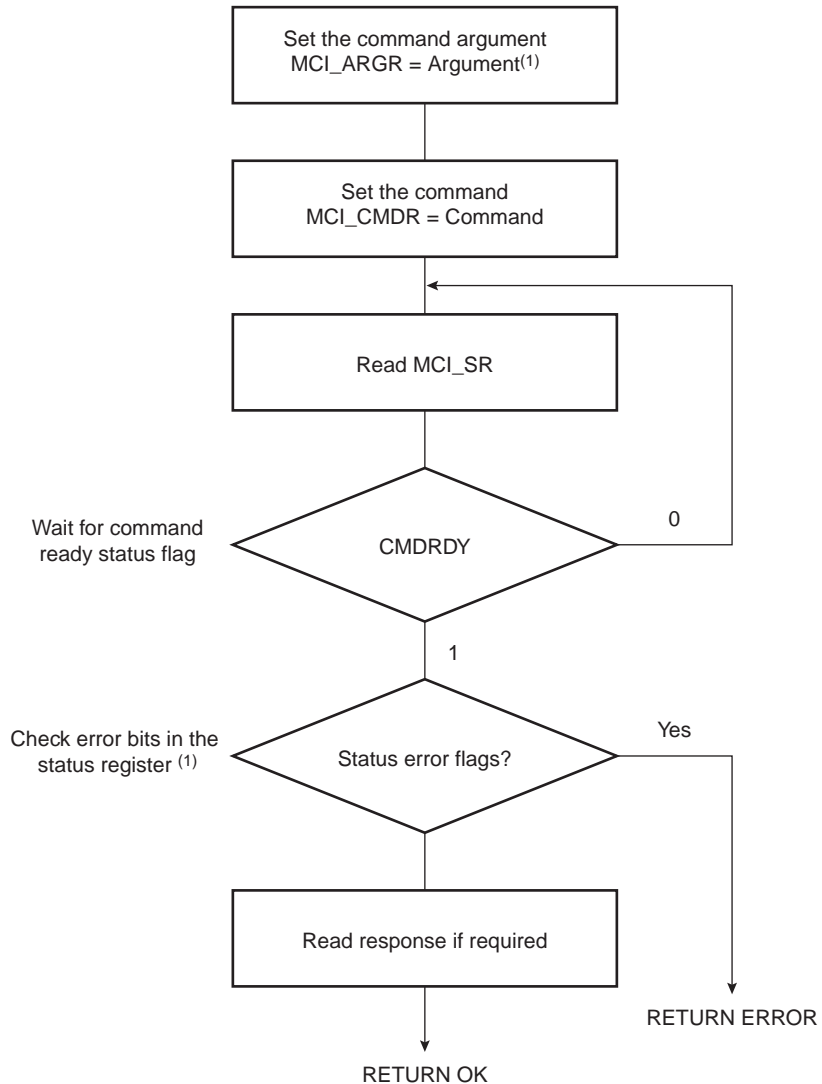 Set the command argument
MCI_ARGR = Argument(1)
Set the command
MCI_CMDR = Command
Read MCI_SR
Wait for command
ready status flag
CMDRDY
0
1
Check error bits in the
status register (1)
Status error flags?
Yes
Read response if required
RETURN ERROR
RETURN OK